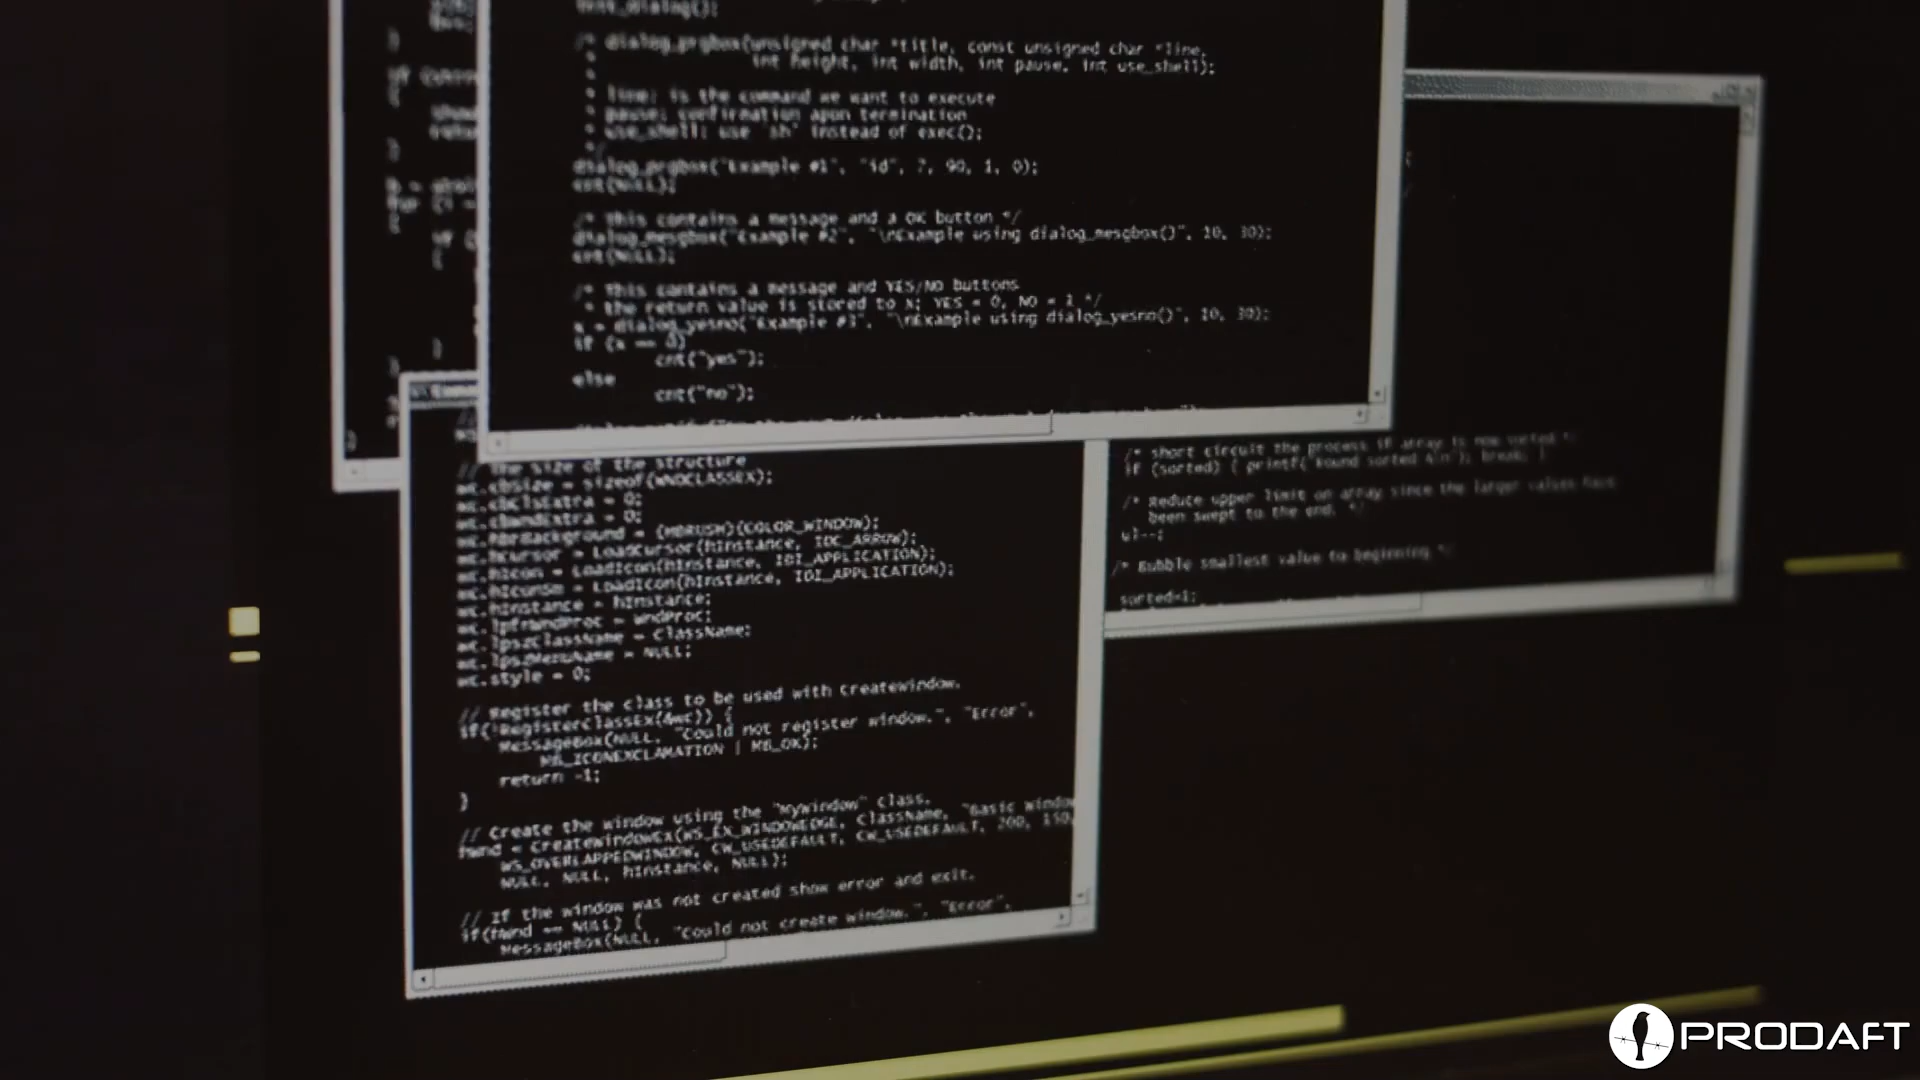 init_dialog();
/* dialog_prgbox(unsigned char *title, const unsigned char *line,
* int height, int width, int pause, int use_shell);
*
* line: is the command we want to execute
* pause: confirmation apon termination
* use_shell: use 'sh' instead of exec();
*/
dialog_prgbox("Example #1", "id", 7, 90, 1, 0);
cnt(NULL);
/* This contains a message and a OK button */
dialog_mesgbox("Example #2", "\nExample using dialog_mesgbox()", 10, 30);
cnt(NULL);
/* This contains a message and YES/NO buttons
* the return value is stored to x; YES = 0, NO = 1 */
x = dialog_yesno("Example #3", "\nExample using dialog_yesno()", 10, 30);
if (x == 0)
cnt("yes");
else
cnt("no");
// The size of the structure
wc.cbSize = sizeof(WNDCLASSEX);
wc.cbClsExtra = 0;
wc.cbWndExtra = 0;
wc.hbrBackground = (HBRUSH)(COLOR_WINDOW);
wc.hCursor = LoadCursor(hInstance, IDC_ARROW);
wc.hIcon = LoadIcon(hInstance, IDI_APPLICATION);
wc.hIconSm = LoadIcon(hInstance, IDI_APPLICATION);
wc.hInstance = hInstance;
wc.lpfnWndProc = WndProc;
wc.lpszClassName = ClassName;
wc.lpszMenuName = NULL;
wc.style = 0;
// Register the class to be used with CreateWindow.
if(!RegisterClassEx(&wc)) {
MessageBox(NULL, "Could not register window.", "Error",
MB_ICONEXCLAMATION | MB_OK);
return -1;
}
// Create the window using the "MyWindow" class.
hWnd = CreateWindowEx(WS_EX_WINDOWEDGE, ClassName, "Basic Window
WS_OVERLAPPEDWINDOW, CW_USEDEFAULT, CW_USEDEFAULT, 200, 150,
NULL, NULL, hInstance, NULL);
// If the window was not created show error and exit.
if(hWnd == NULL) {
MessageBox(NULL, "Could not create window.", "Error",
/* short circuit the process if array is now sorted */
if (sorted) { printf("Found sorted A\n"); break; }
/* Reduce upper limit on array since the larger values have
been swept to the end. */
ul--;
/* Bubble smallest value to beginning */
sorted=1;
PRODAFT